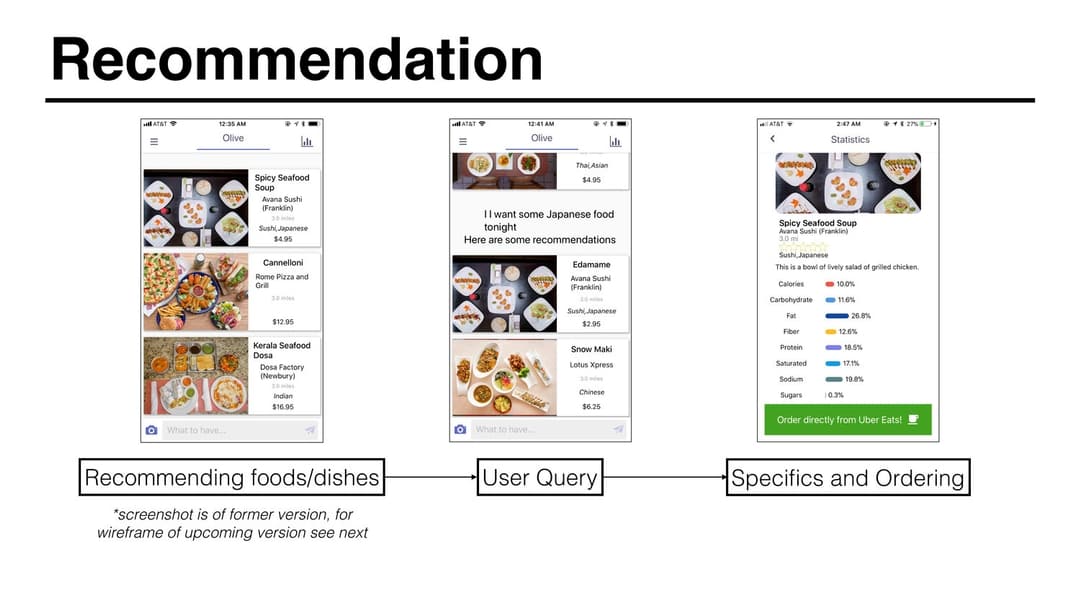 Recommendation
AT&T 12:35 AM
Olive
Spicy Seafood
Soup
Avana Sushi
(Franklin)
3.0 miles
Sushi,Japanese
$4.95
Cannelloni
Rome Pizza and
Grill
3.0 miles
$12.95
Kerala Seafood
Dosa
Dosa Factory
(Newbury)
3.0 miles
Indian
$16.95
What to have...
AT&T 12:41 AM
Olive
Thai,Asian
$4.95
I I want some Japanese food
tonight
Here are some recommendations
Edamame
Avana Sushi
(Franklin)
3.0 miles
Sushi,Japanese
$2.95
Snow Maki
Lotus Xpress
3.0 miles
Chinese
$6.25
What to have...
AT&T 2:47 AM 27%
Statistics
Spicy Seafood Soup
Avana Sushi (Franklin)
3.0 mi
Sushi,Japanese
This is a bowl of lively salad of grilled chicken.
Calories 10.0%
Carbohydrate 11.6%
Fat 26.8%
Fiber 12.6%
Protein 18.5%
Saturated 17.1%
Sodium 19.8%
Sugars 0.3%
Order directly from Uber Eats!
Recommending foods/dishes
User Query
Specifics and Ordering
*screenshot is of former version, for
wireframe of upcoming version see next